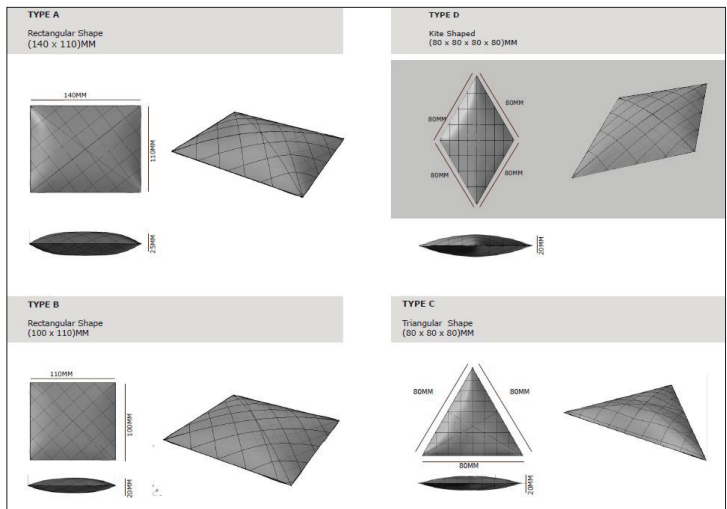 TYPE A
Rectangular Shape
(140 x 110)MM
140MM
110MM
25MM
TYPE D
Kite Shaped
(80 x 80 x 80 x 80)MM
80MM
80MM
80MM
80MM
20MM
TYPE B
Rectangular Shape
(100 x 110)MM
110MM
100MM
20MM
TYPE C
Triangular Shape
(80 x 80 x 80)MM
80MM
80MM
80MM
20MM